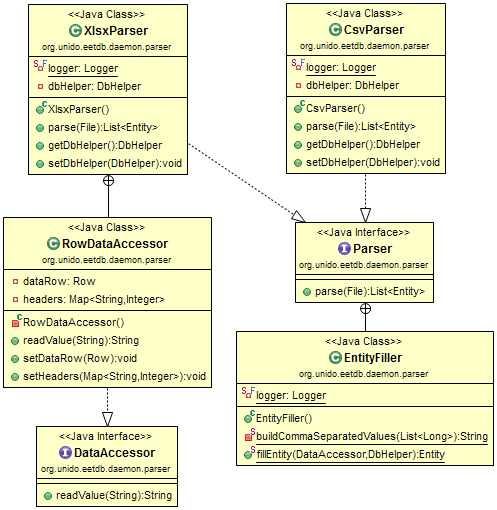 <<Java Class>>
XlsxParser
org.unido.eetdb.daemon.parser
logger: Logger
dbHelper: DbHelper
XlsxParser()
parse(File):List<Entity>
getDbHelper():DbHelper
setDbHelper(DbHelper):void
<<Java Class>>
CsvParser
org.unido.eetdb.daemon.parser
logger: Logger
dbHelper: DbHelper
CsvParser()
parse(File):List<Entity>
getDbHelper():DbHelper
setDbHelper(DbHelper):void
<<Java Class>>
RowDataAccessor
org.unido.eetdb.daemon.parser
dataRow: Row
headers: Map<String,Integer>
RowDataAccessor()
readValue(String):String
setDataRow(Row):void
setHeaders(Map<String,Integer>):void
<<Java Interface>>
Parser
org.unido.eetdb.daemon.parser
parse(File):List<Entity>
<<Java Class>>
EntityFiller
org.unido.eetdb.daemon.parser
logger: Logger
EntityFiller()
buildCommaSeparatedValues(List<Long>):String
fillEntity(DataAccessor,DbHelper):Entity
<<Java Interface>>
DataAccessor
org.unido.eetdb.daemon.parser
readValue(String):String